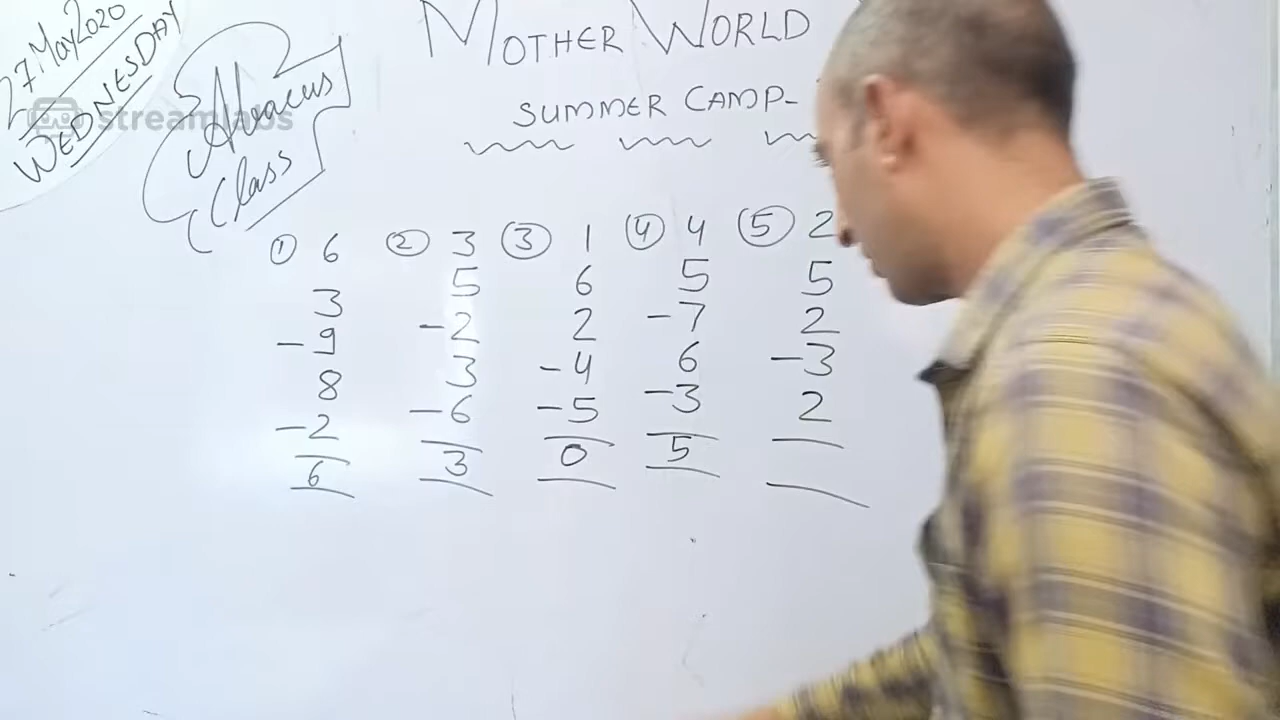 27 May 2020
WEDNESDAY
streamlabs
Abacus
Class
MOTHER WORLD
SUMMER CAMP-
① 6 ② 3 ③ 1 ④ 4 ⑤ 2
3 5 6 5 5
-9 -2 2 -7 2
8 3 -4 6 -3
-2 -6 -5 -3 2
6 3 0 5